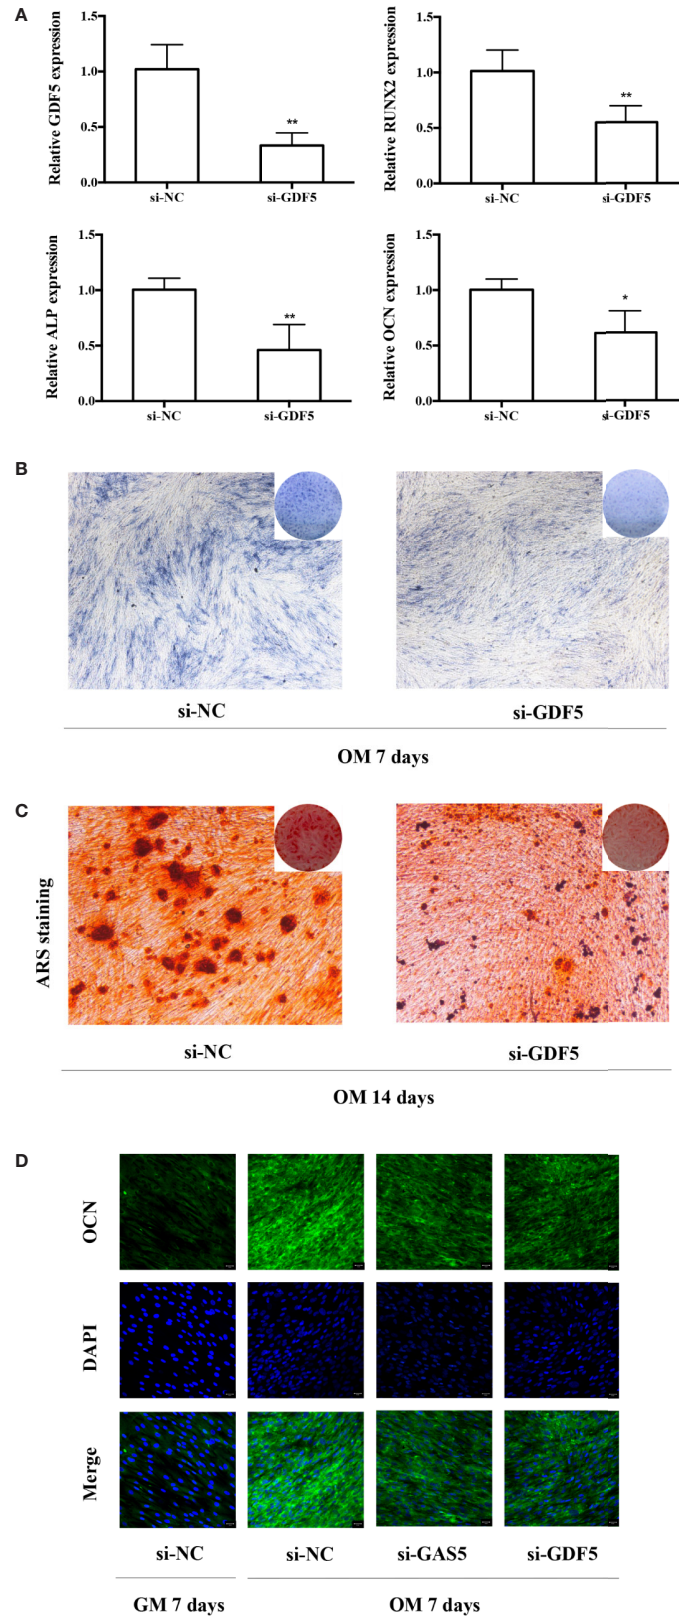 A
Relative GDF5 expression
1.5
1.0
0.5
0.0
**
si-NC si-GDF5
Relative RUNX2 expression
1.5
1.0
0.5
0.0
**
si-NC si-GDF5
Relative ALP expression
1.5
1.0
0.5
0.0
**
si-NC si-GDF5
Relative OCN expression
1.5
1.0
0.5
0.0
*
si-NC si-GDF5
B
si-NC si-GDF5
OM 7 days
C
ARS staining
si-NC si-GDF5
OM 14 days
D
OCN
DAPI
Merge
si-NC si-NC si-GAS5 si-GDF5
GM 7 days OM 7 days